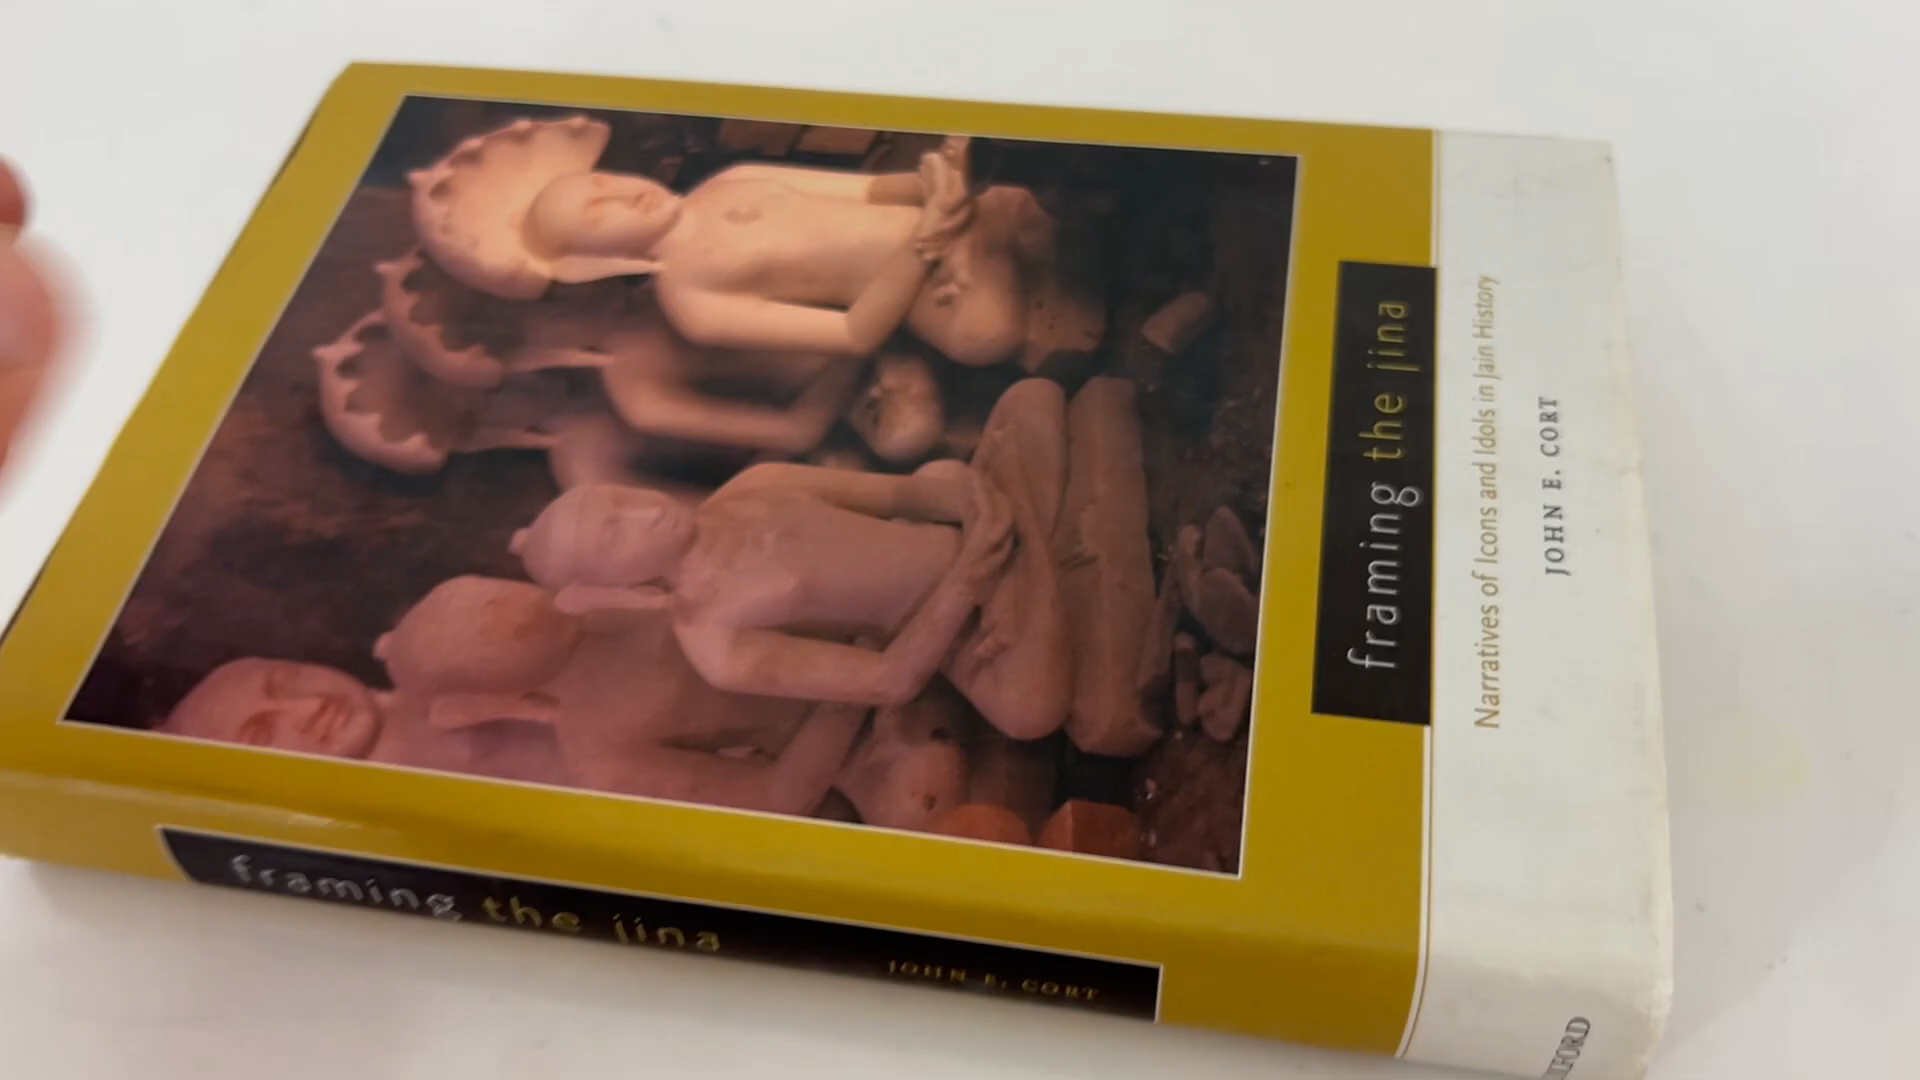 framing the jina
Narratives of Icons and Idols in Jain History
JOHN E. CORT
framing the jina
JOHN E. CORT